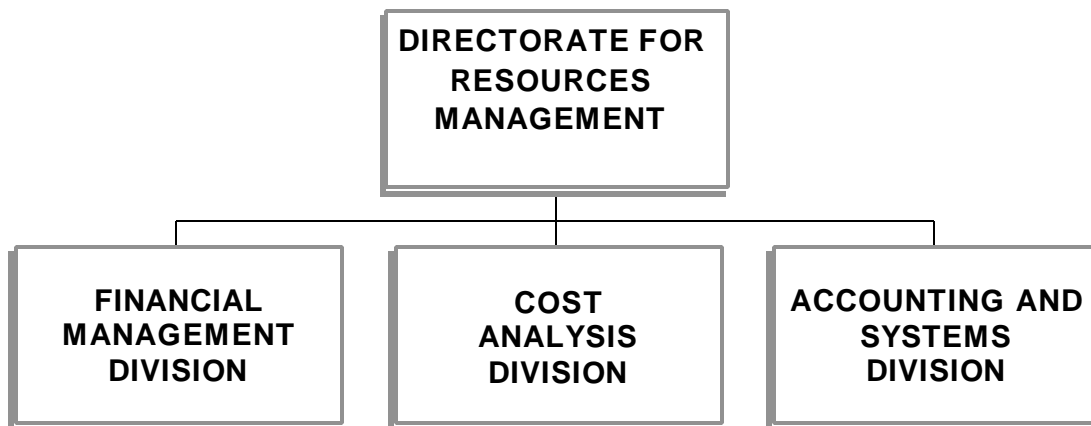 DIRECTORATE FOR
RESOURCES
MANAGEMENT
FINANCIAL
MANAGEMENT
DIVISION
COST
ANALYSIS
DIVISION
ACCOUNTING AND
SYSTEMS
DIVISION